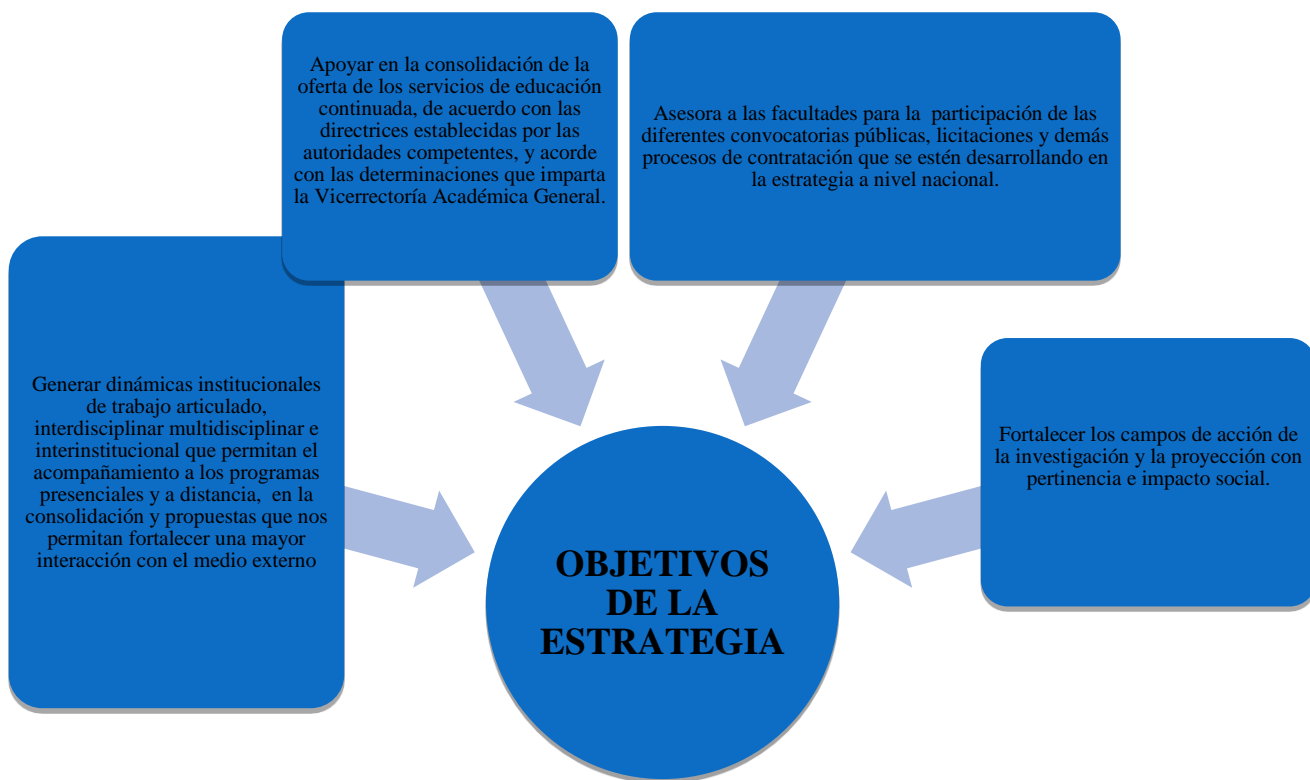 Apoyar en la consolidación de la
oferta de los servicios de educación
continuada, de acuerdo con las
directrices establecidas por las
autoridades competentes, y acorde
con las determinaciones que imparta
la Vicerrectoría Académica General.
Asesora a las facultades para la participación de las
diferentes convocatorias públicas, licitaciones y demás
procesos de contratación que se estén desarrollando en
la estrategia a nivel nacional.
Generar dinámicas institucionales
de trabajo articulado,
interdisciplinar multidisciplinar e
interinstitucional que permitan el
acompañamiento a los programas
presenciales y a distancia, en la
consolidación y propuestas que nos
permitan fortalecer una mayor
interacción con el medio externo
Fortalecer los campos de acción de
la investigación y la proyección con
pertinencia e impacto social.
OBJETIVOS
DE LA
ESTRATEGIA